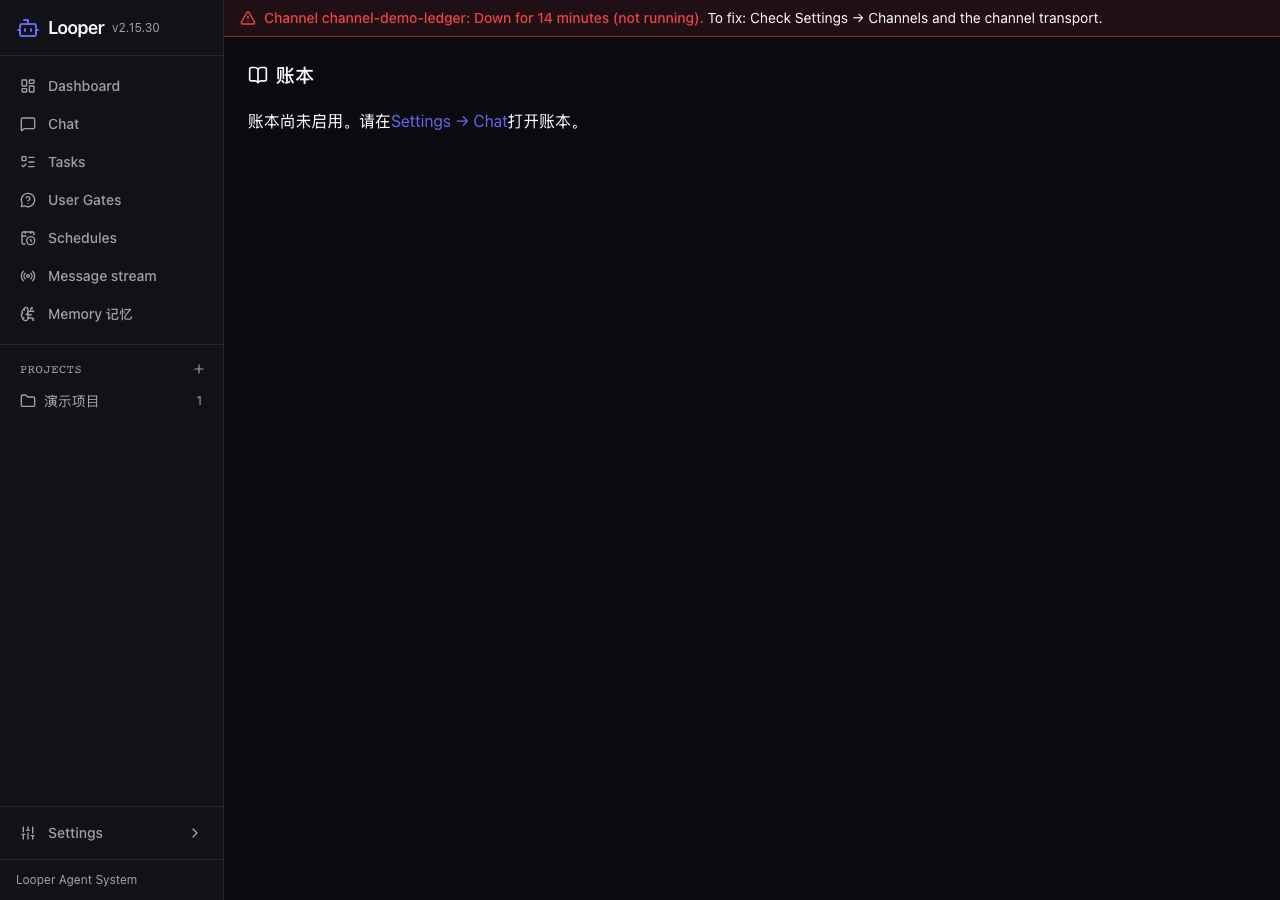 Looper v2.15.30
Dashboard
Chat
Tasks
User Gates
Schedules
Message stream
Memory 记忆
PROJECTS
演示项目 1
Settings
Looper Agent System
Channel channel-demo-ledger: Down for 14 minutes (not running). To fix: Check Settings → Channels and the channel transport.
账本
账本尚未启用。请在Settings → Chat打开账本。